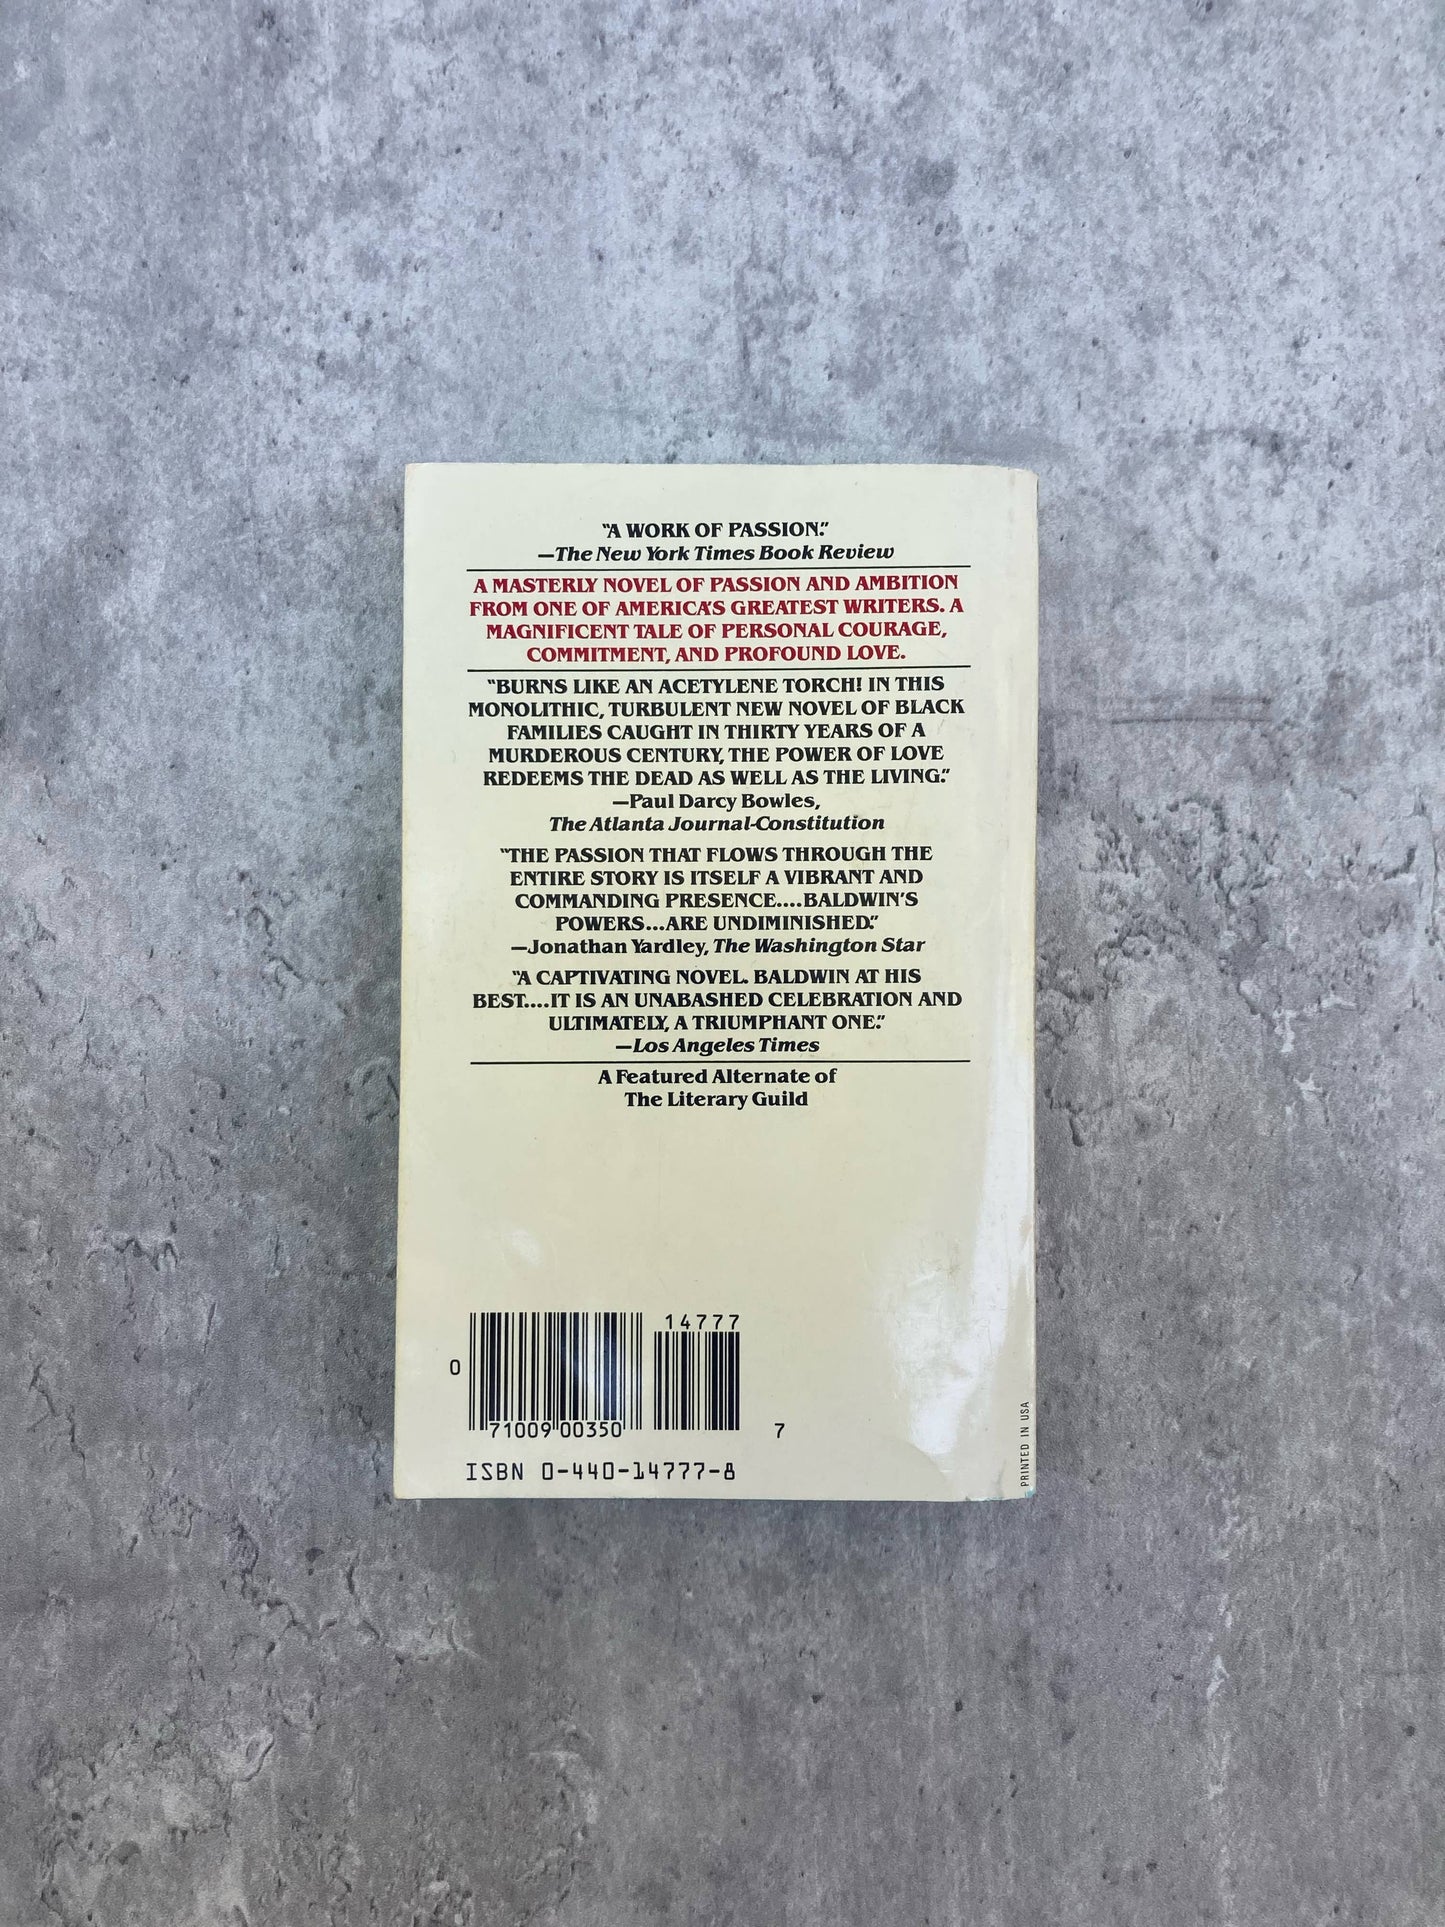 "A WORK OF PASSION."
—The New York Times Book Review
A MASTERLY NOVEL OF PASSION AND AMBITION
FROM ONE OF AMERICA'S GREATEST WRITERS. A
MAGNIFICENT TALE OF PERSONAL COURAGE,
COMMITMENT, AND PROFOUND LOVE.
"BURNS LIKE AN ACETYLENE TORCH! IN THIS
MONOLITHIC, TURBULENT NEW NOVEL OF BLACK
FAMILIES CAUGHT IN THIRTY YEARS OF A
MURDEROUS CENTURY, THE POWER OF LOVE
REDEEMS THE DEAD AS WELL AS THE LIVING."
—Paul Darcy Bowles,
The Atlanta Journal-Constitution
"THE PASSION THAT FLOWS THROUGH THE
ENTIRE STORY IS ITSELF A VIBRANT AND
COMMANDING PRESENCE....BALDWIN'S
POWERS...ARE UNDIMINISHED."
—Jonathan Yardley, The Washington Star
"A CAPTIVATING NOVEL. BALDWIN AT HIS
BEST....IT IS AN UNABASHED CELEBRATION AND
ULTIMATELY, A TRIUMPHANT ONE."
—Los Angeles Times
A Featured Alternate of
The Literary Guild
14777
0
71009 00350
7
ISBN 0-440-14777-8
PRINTED IN USA